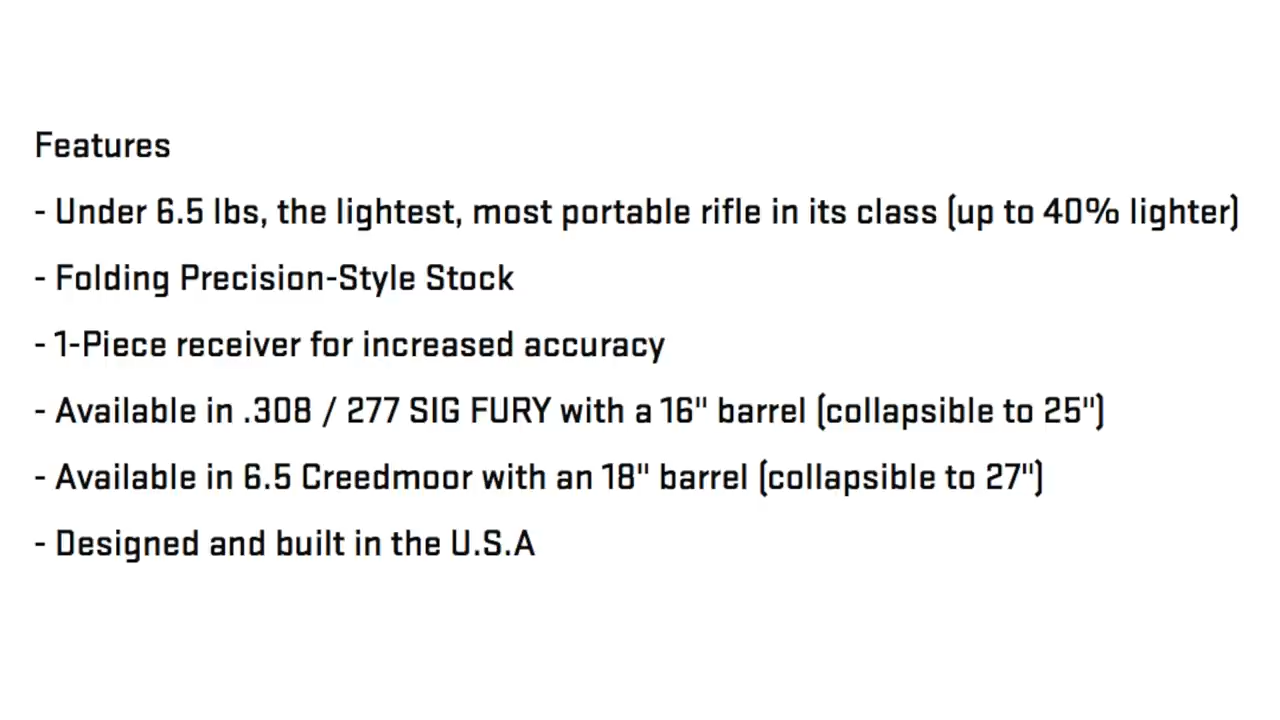 Features
- Under 6.5 lbs, the lightest, most portable rifle in its class (up to 40% lighter)
- Folding Precision-Style Stock
- 1-Piece receiver for increased accuracy
- Available in .308 / 277 SIG FURY with a 16" barrel (collapsible to 25")
- Available in 6.5 Creedmoor with an 18" barrel (collapsible to 27")
- Designed and built in the U.S.A